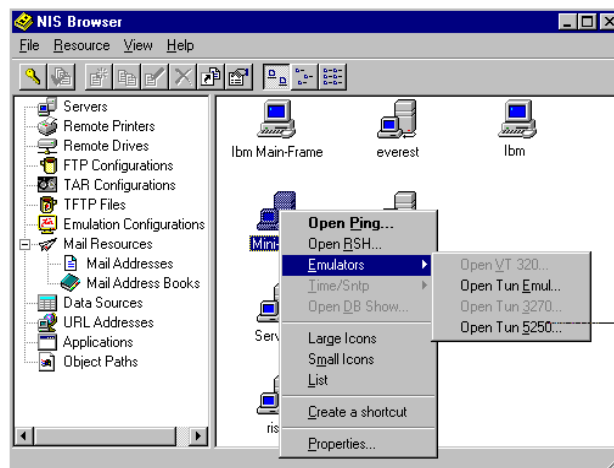 NIS Browser
File Resource View Help
Servers
Remote Printers
Remote Drives
FTP Configurations
TAR Configurations
TFTP Files
Emulation Configurations
Mail Resources
Mail Addresses
Mail Address Books
Data Sources
URL Addresses
Applications
Object Paths
Ibm Main-Frame everest Ibm
Mini-
Serv
ris
Open Ping...
Open RSH...
Emulators
Time/Sntp
Open DB Show...
Large Icons
Small Icons
List
Create a shortcut
Properties...
Open VT 320...
Open Tun Emul...
Open Tun 3270...
Open Tun 5250...